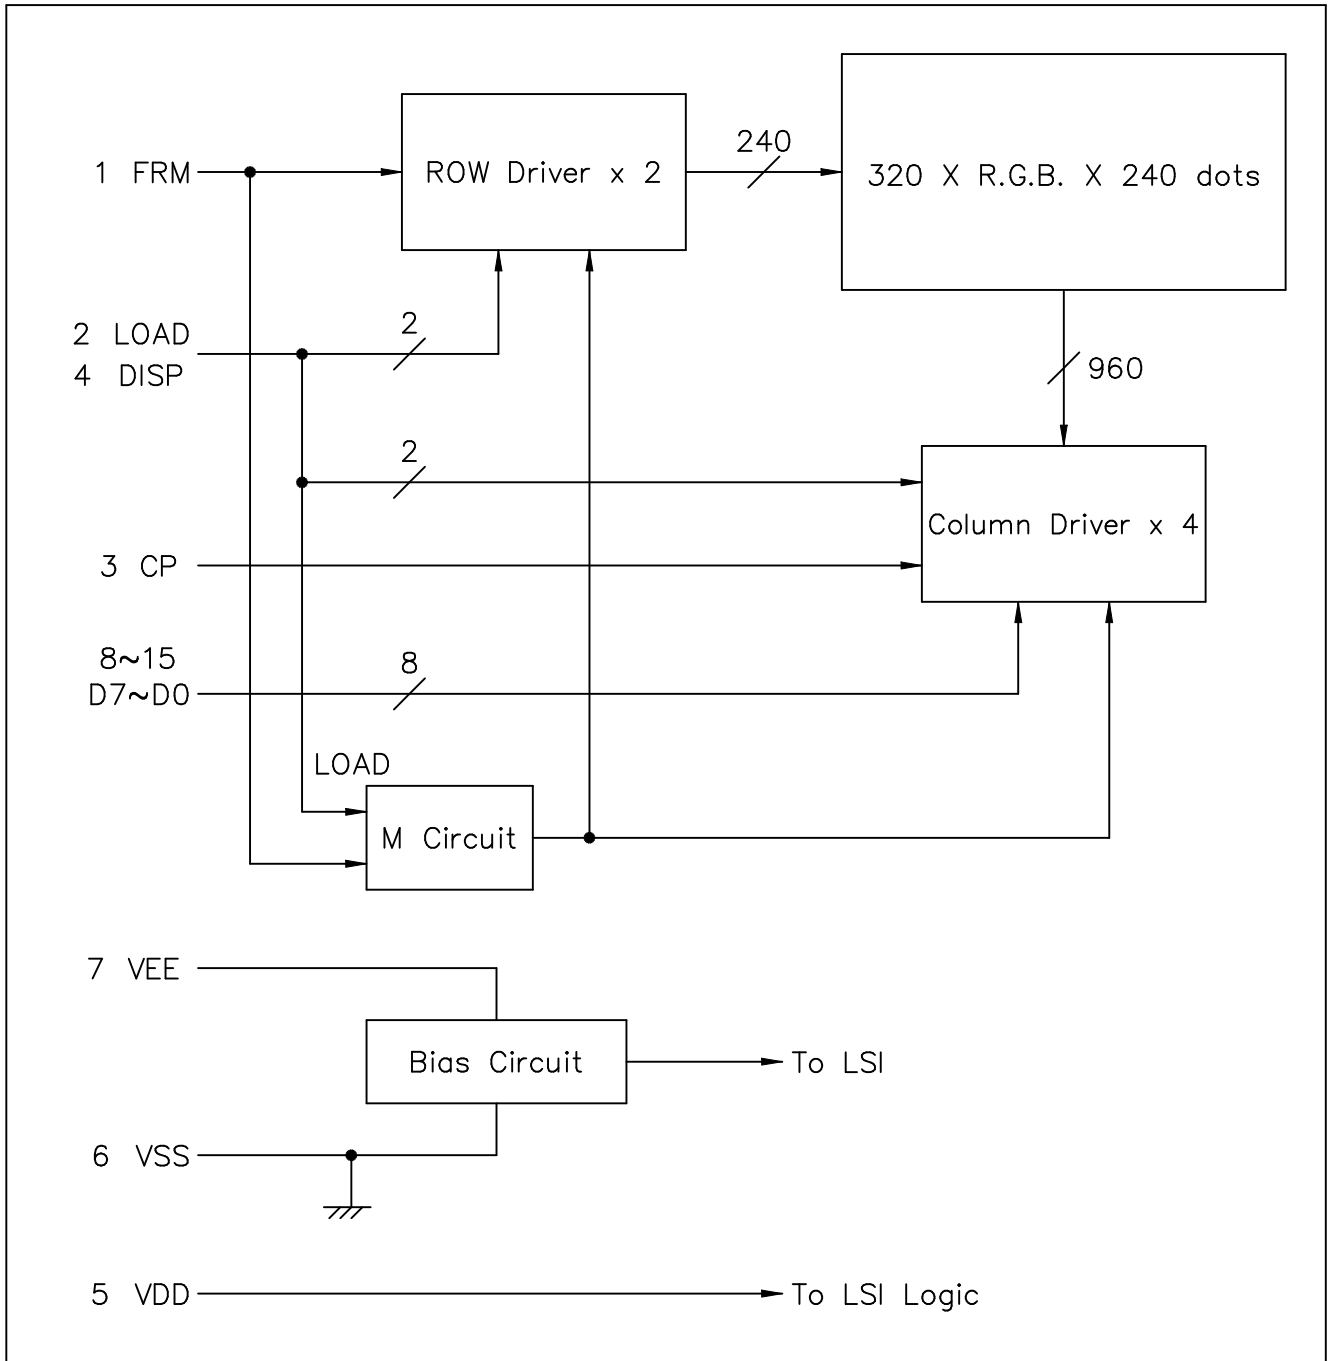 1 FRM
ROW Driver x 2
240
320 X R.G.B. X 240 dots
2 LOAD
4 DISP
2
960
2
Column Driver x 4
3 CP
8~15
D7~D0
8
LOAD
M Circuit
7 VEE
Bias Circuit
To LSI
6 VSS
5 VDD
To LSI Logic